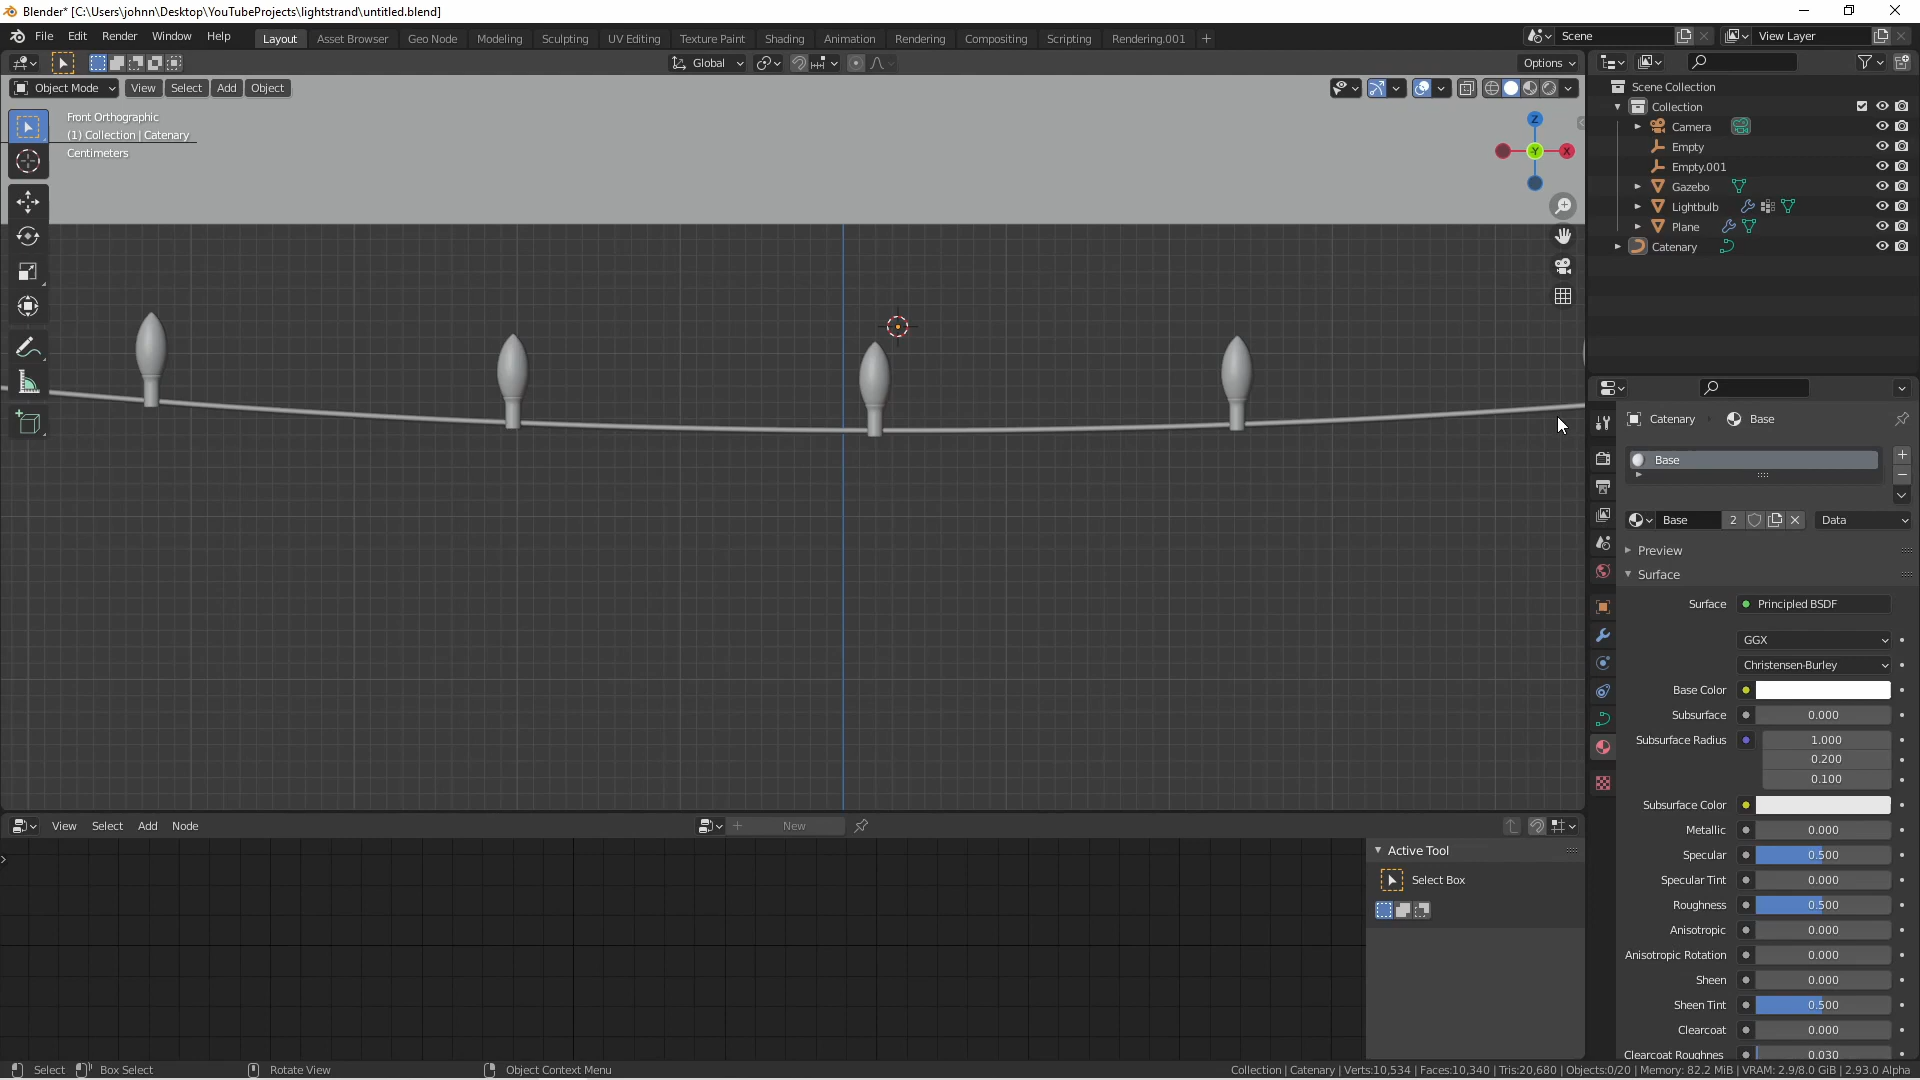 Blender* [C:\Users\johnn\Desktop\YouTubeProjects\lightstrand\untitled.blend]
File Edit Render Window Help Layout Asset Browser Geo Node Modeling Sculpting UV Editing Texture Paint Shading Animation Rendering Compositing Scripting Rendering.001 + Scene View Layer
Global Options
Object Mode View Select Add Object
Front Orthographic
(1) Collection | Catenary
Centimeters
Z
-Y X
Scene Collection
Collection
Camera
Empty
Empty.001
Gazebo
Lightbulb
Plane
Catenary
Catenary Base
Base
Base 2 Data
Preview
Surface
Surface Principled BSDF
GGX
Christensen-Burley
Base Color
Subsurface 0.000
Subsurface Radius 1.000
0.200
0.100
Subsurface Color
Metallic 0.000
Specular 0.500
Specular Tint 0.000
Roughness 0.500
Anisotropic 0.000
Anisotropic Rotation 0.000
Sheen 0.000
Sheen Tint 0.500
Clearcoat 0.000
Clearcoat Roughnes 0.030
View Select Add Node New
Active Tool
Select Box
Select Box Select Rotate View Object Context Menu
Collection | Catenary | Verts:10,534 | Faces:10,340 | Tris:20,680 | Objects:0/20 | Memory: 82.2 MiB | VRAM: 2.9/8.0 GiB | 2.93.0 Alpha